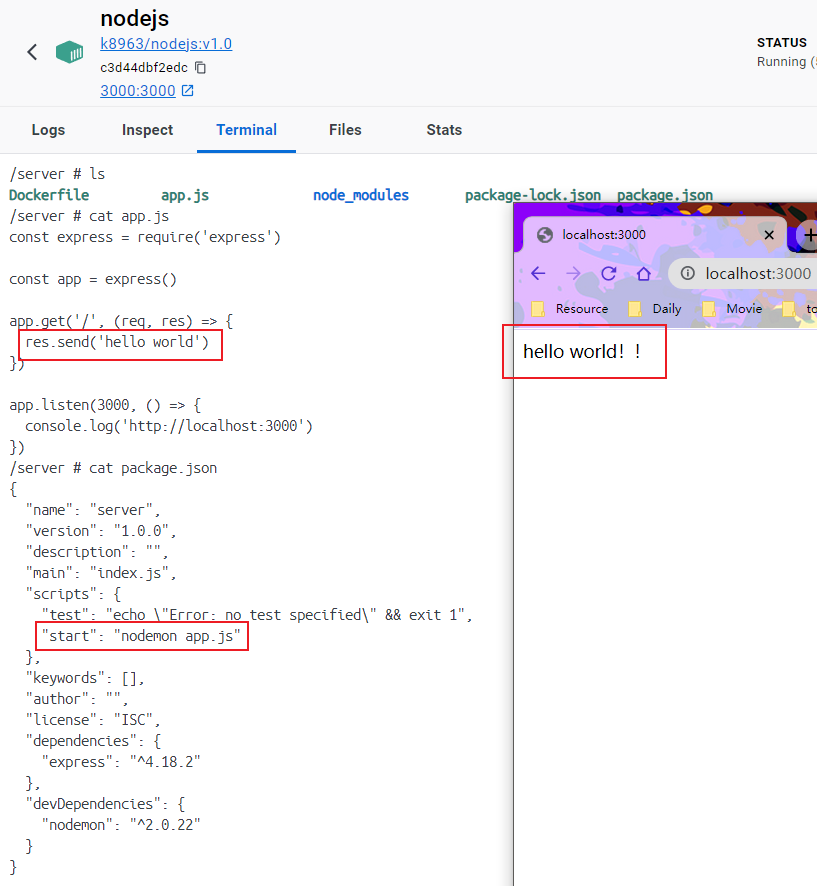 nodejs
k8963/nodejs:v1.0
c3d44dbf2edc
3000:3000
STATUS
Running (
Logs Inspect Terminal Files Stats
/server # ls
Dockerfile app.js node_modules package-lock.json package.json
/server # cat app.js
const express = require('express')
const app = express()
app.get('/', (req, res) => {
res.send('hello world')
})
app.listen(3000, () => {
console.log('http://localhost:3000')
})
/server # cat package.json
{
"name": "server",
"version": "1.0.0",
"description": "",
"main": "index.js",
"scripts": {
"test": "echo \"Error: no test specified\" && exit 1",
"start": "nodemon app.js"
},
"keywords": [],
"author": "",
"license": "ISC",
"dependencies": {
"express": "^4.18.2"
},
"devDependencies": {
"nodemon": "^2.0.22"
}
}
localhost:3000
localhost:3000
Resource Daily Movie
hello world！！